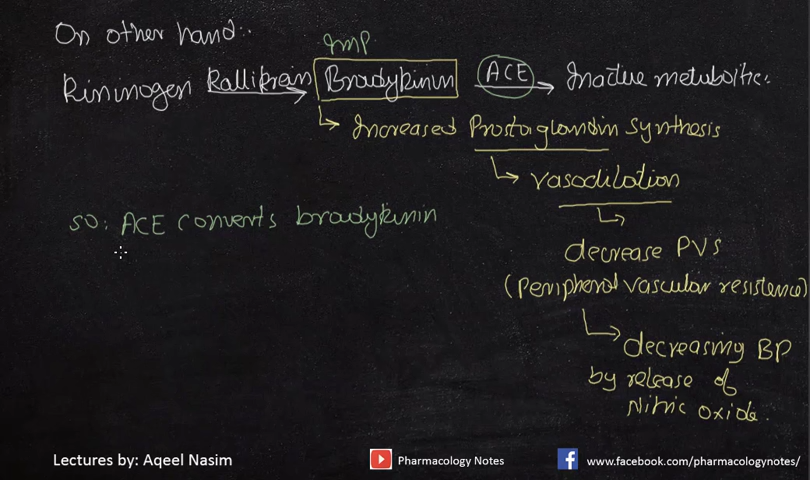 On other hand:
IMP.
Kininogen Kallikrein Bradykinin ACE Inactive metabolite.
Increased Prostaglandin Synthesis
vasodilation
decrease PVS
(Peripheral vascular resistence)
decreasing BP
by release of
Nitric oxide.
SO: ACE converts bradykinin
Lectures by: Aqeel Nasim
Pharmacology Notes
www.facebook.com/pharmacologynotes/